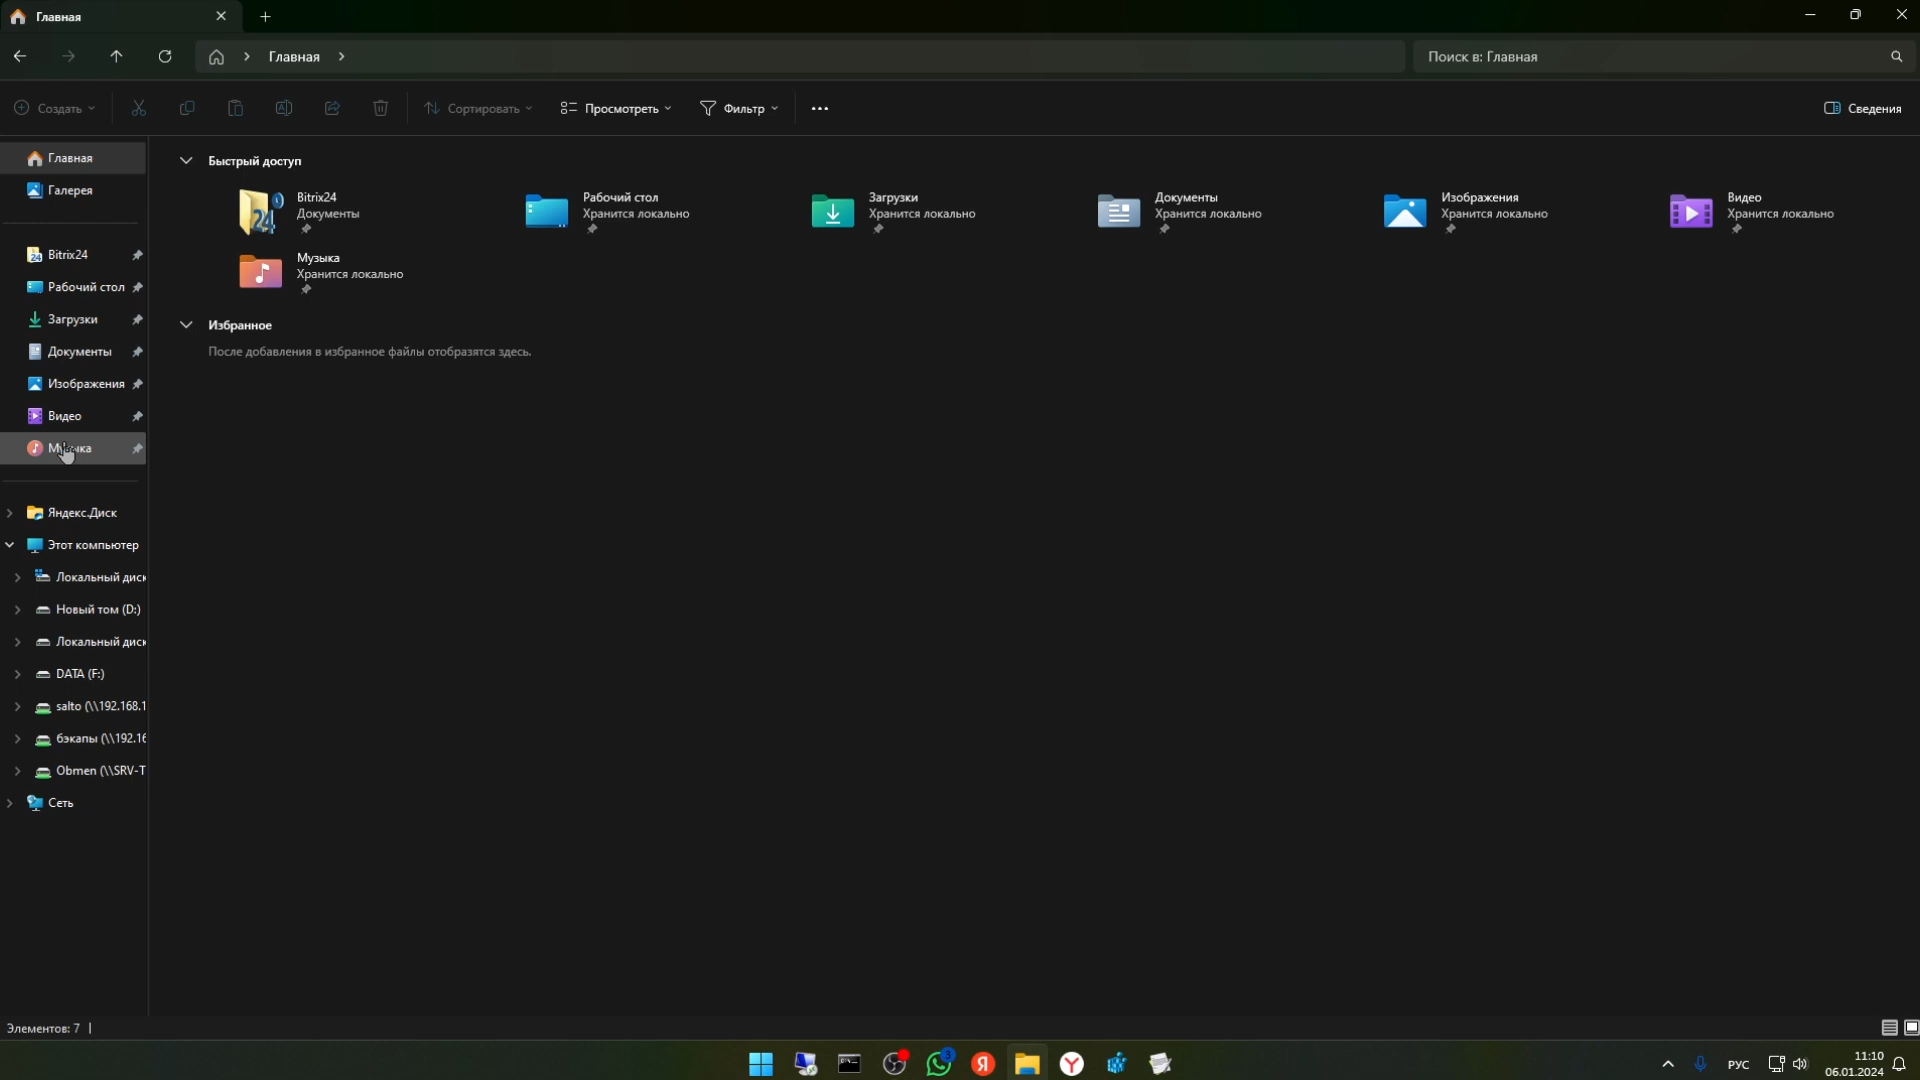 Главная
Главная
Поиск в: Главная
Создать
Сортировать
Просмотреть
Фильтр
Сведения
Главная
Галерея
Bitrix24
Рабочий стол
Загрузки
Документы
Изображения
Видео
Музыка
Яндекс.Диск
Этот компьютер
Локальный диск
Новый том (D:)
Локальный диск
DATA (F:)
salto (\\192.168.1
бэкапы (\\192.16
Obmen (\\SRV-T
Сеть
Быстрый доступ
Bitrix24
Документы
Рабочий стол
Хранится локально
Загрузки
Хранится локально
Документы
Хранится локально
Изображения
Хранится локально
Видео
Хранится локально
Музыка
Хранится локально
Избранное
После добавления в избранное файлы отобразятся здесь.
Элементов: 7
РУС
11:10
06.01.2024